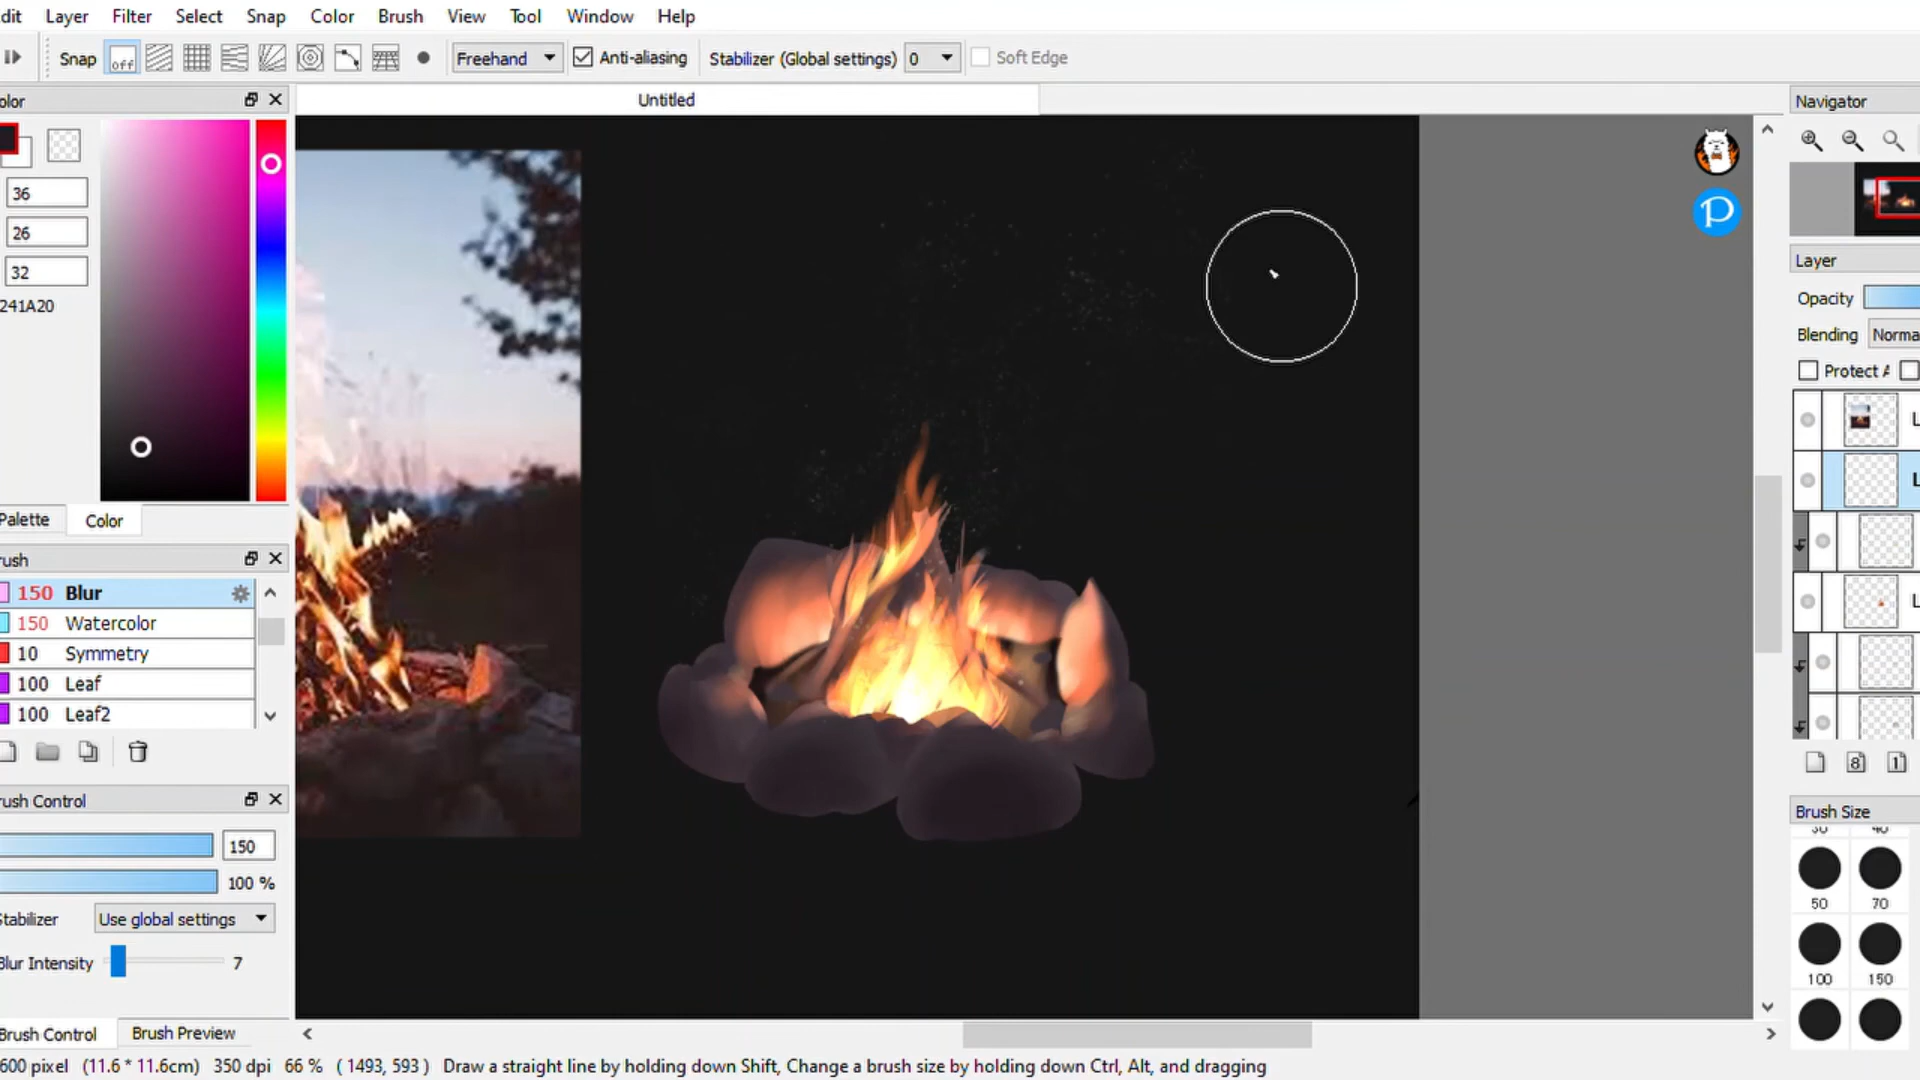 dit Layer Filter Select Snap Color Brush View Tool Window Help
Snap off Freehand Anti-aliasing Stabilizer (Global settings) 0 Soft Edge
olor
Untitled
Navigator
36
26
32
241A20
Palette Color
rush
150 Blur
150 Watercolor
10 Symmetry
100 Leaf
100 Leaf2
rush Control
150
100 %
Stabilizer Use global settings
Blur Intensity 7
Brush Control Brush Preview
P
Layer
Opacity
Blending Norma
Protect A
L
L
L
8 1
Brush Size
30 40
50 70
100 150
600 pixel (11.6 * 11.6cm) 350 dpi 66 % ( 1493, 593 ) Draw a straight line by holding down Shift, Change a brush size by holding down Ctrl, Alt, and dragging